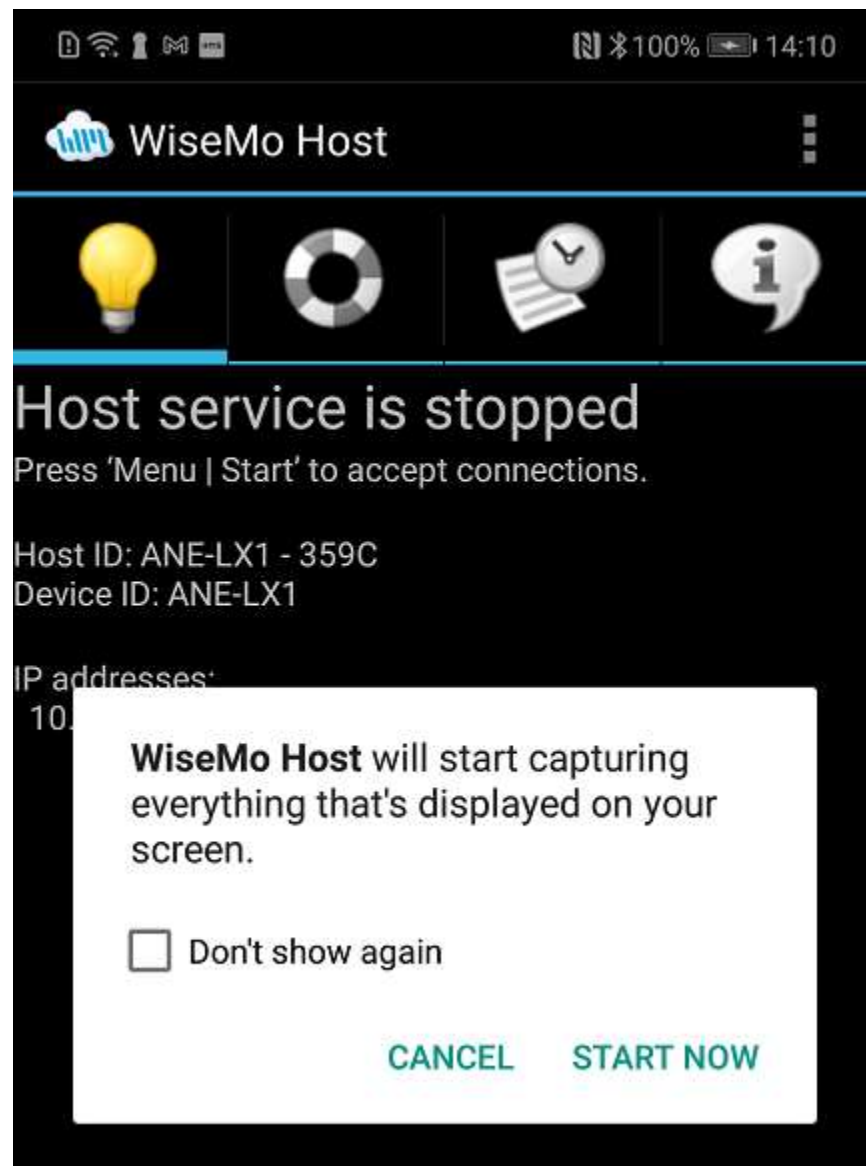 100% 14:10
WiseMo Host
Host service is stopped
Press 'Menu | Start' to accept connections.
Host ID: ANE-LX1 - 359C
Device ID: ANE-LX1
IP addresses:
10.
WiseMo Host will start capturing
everything that's displayed on your
screen.
Don't show again
CANCEL START NOW